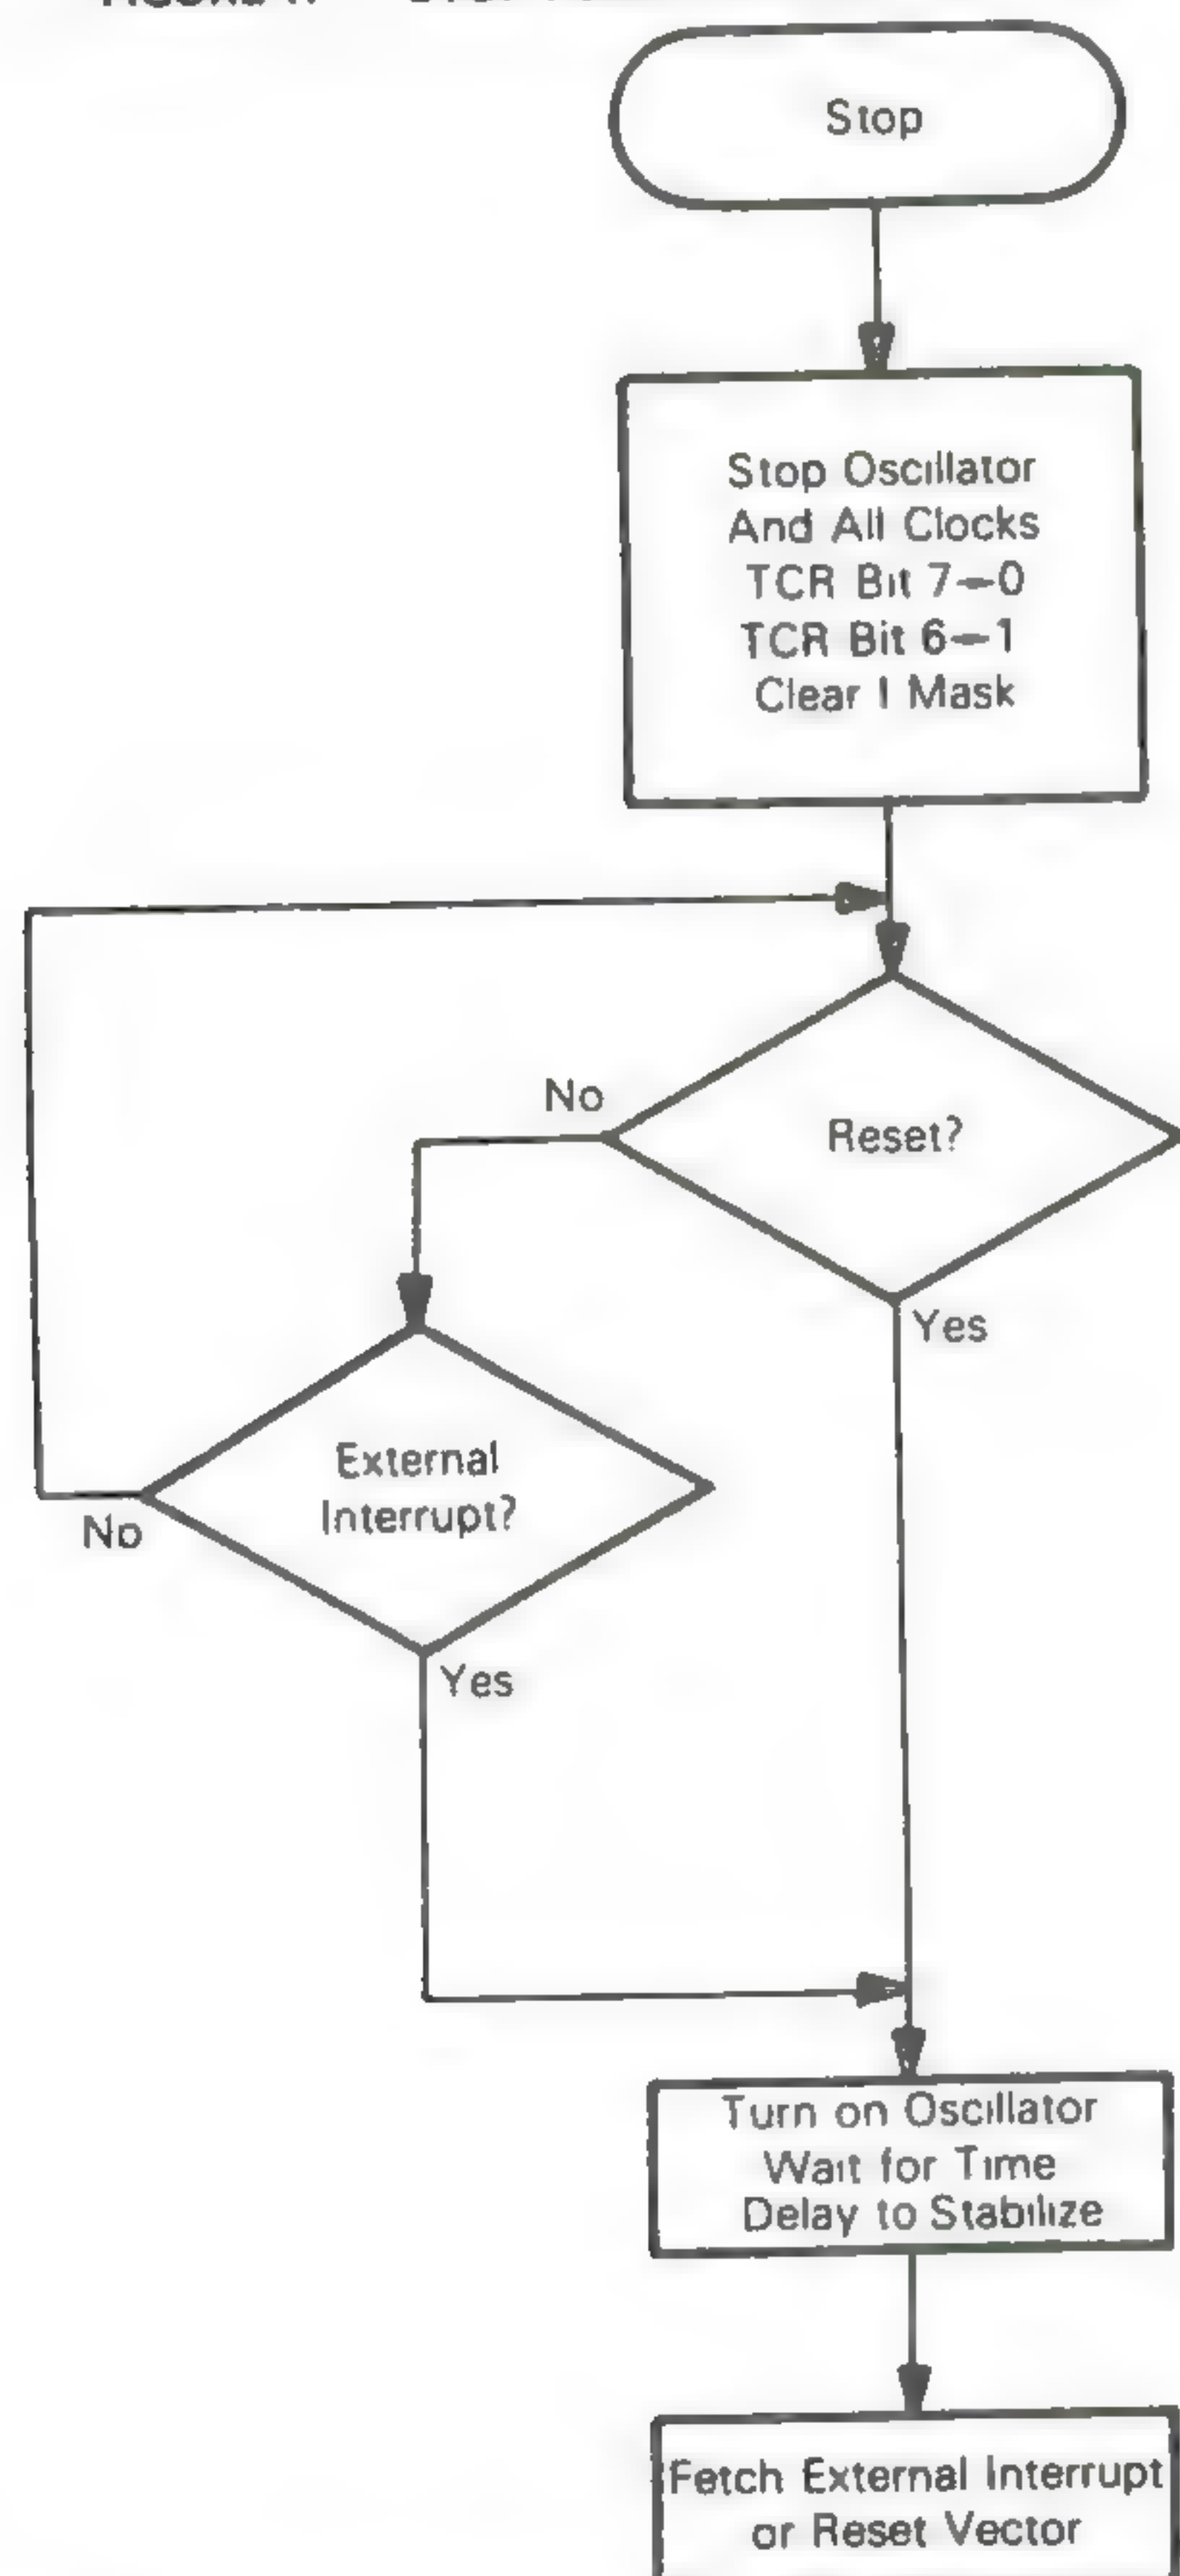 Stop
Stop Oscillator
And All Clocks
TCR Bit 7—0
TCR Bit 6—1
Clear I Mask
No
Reset?
Yes
External
Interrupt?
No
Yes
Turn on Oscillator
Wait for Time
Delay to Stabilize
Fetch External Interrupt
or Reset Vector